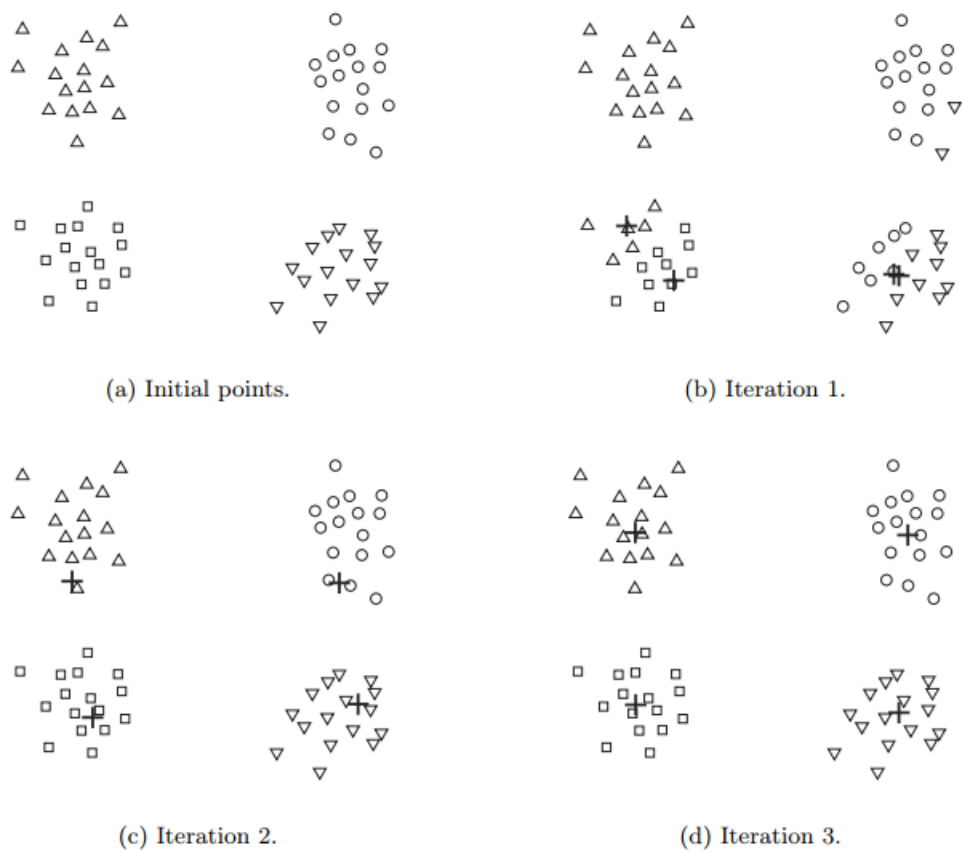 (a) Initial points.
(b) Iteration 1.
(c) Iteration 2.
(d) Iteration 3.